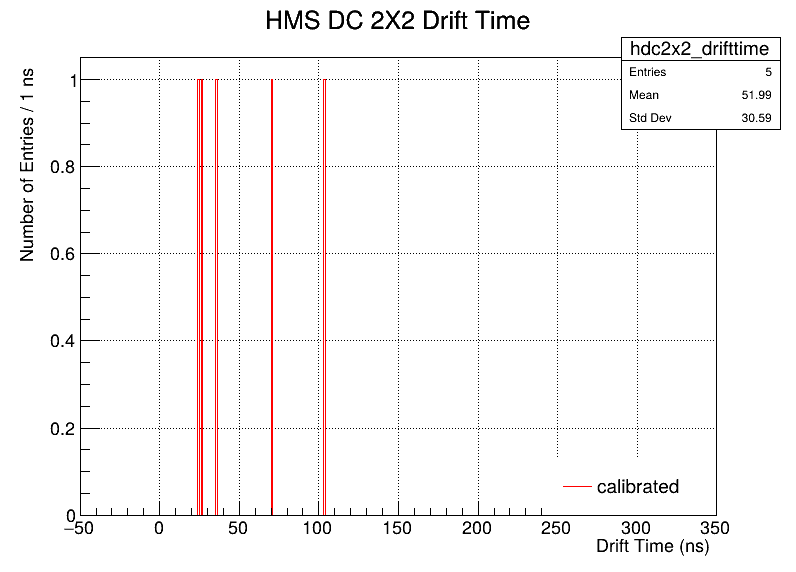 HMS DC 2X2 Drift Time
hdc2x2_drifttime
Entries 5
Mean 51.99
Std Dev 30.59
Number of Entries / 1 ns
1
0.8
0.6
0.4
0.2
0
calibrated
−50 0 50 100 150 200 250 300 350
Drift Time (ns)